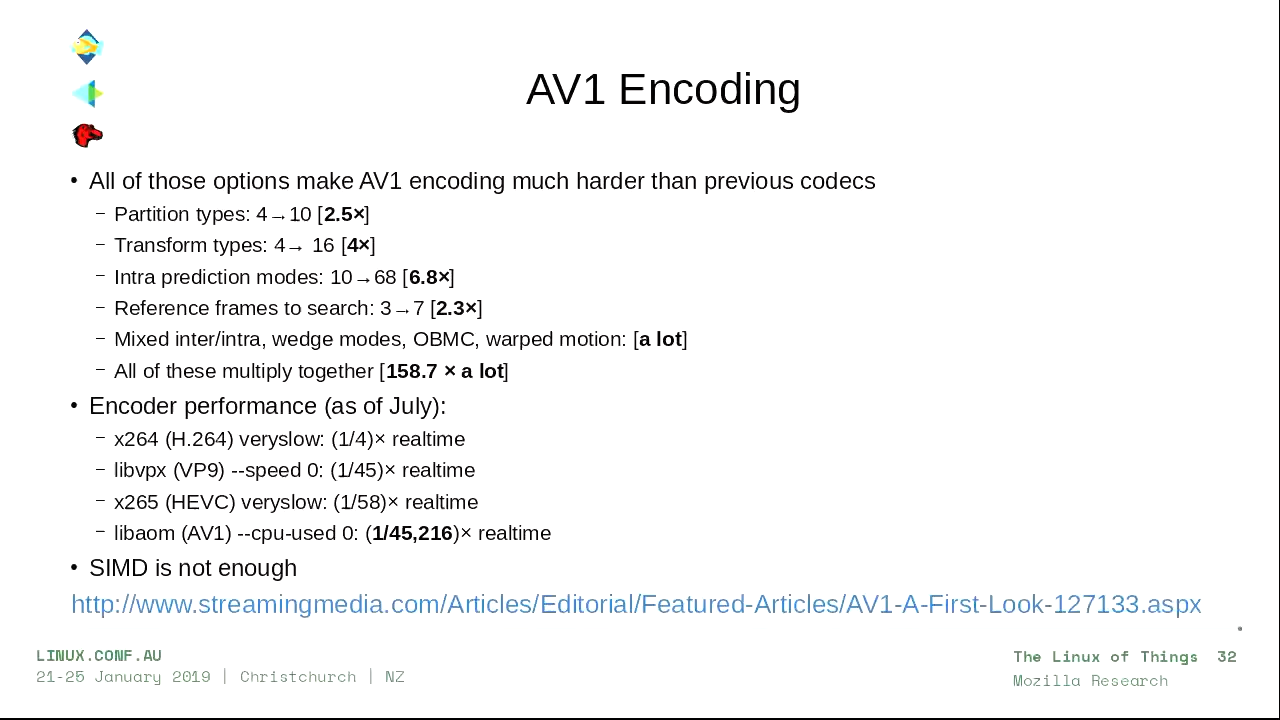 AV1 Encoding
• All of those options make AV1 encoding much harder than previous codecs
– Partition types: 4→10 [2.5×]
– Transform types: 4→ 16 [4×]
– Intra prediction modes: 10→68 [6.8×]
– Reference frames to search: 3→7 [2.3×]
– Mixed inter/intra, wedge modes, OBMC, warped motion: [a lot]
– All of these multiply together [158.7 × a lot]
• Encoder performance (as of July):
– x264 (H.264) veryslow: (1/4)× realtime
– libvpx (VP9) --speed 0: (1/45)× realtime
– x265 (HEVC) veryslow: (1/58)× realtime
– libaom (AV1) --cpu-used 0: (1/45,216)× realtime
• SIMD is not enough
http://www.streamingmedia.com/Articles/Editorial/Featured-Articles/AV1-A-First-Look-127133.aspx
LINUX.CONF.AU
21-25 January 2019 | Christchurch | NZ
The Linux of Things 32
Mozilla Research